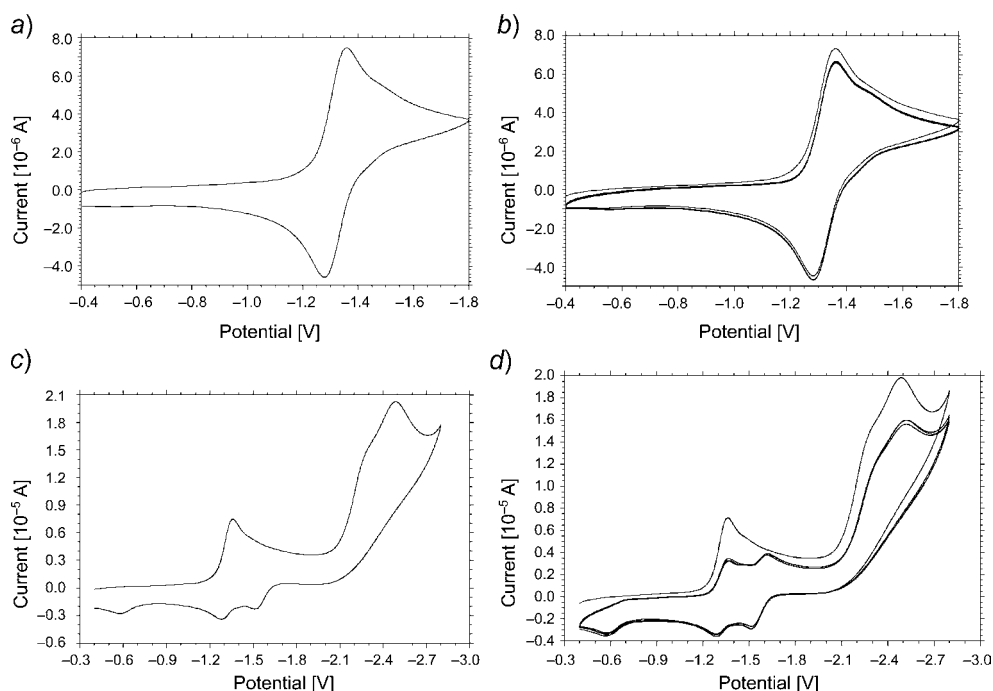 a)
8.0
6.0
4.0
2.0
0.0
–2.0
–4.0
Current [10⁻⁶ A]
–0.4 –0.6 –0.8 –1.0 –1.2 –1.4 –1.6 –1.8
Potential [V]
b)
8.0
6.0
4.0
2.0
0.0
–2.0
–4.0
Current [10⁻⁶ A]
–0.4 –0.6 –0.8 –1.0 –1.2 –1.4 –1.6 –1.8
Potential [V]
c)
2.1
1.8
1.5
1.2
0.9
0.6
0.3
0.0
–0.3
–0.6
Current [10⁻⁵ A]
–0.3 –0.6 –0.9 –1.2 –1.5 –1.8 –2.1 –2.4 –2.7 –3.0
Potential [V]
d)
2.0
1.8
1.6
1.4
1.2
1.0
0.8
0.6
0.4
0.2
0.0
–0.2
–0.4
Current [10⁻⁵ A]
–0.3 –0.6 –0.9 –1.2 –1.5 –1.8 –2.1 –2.4 –2.7 –3.0
Potential [V]